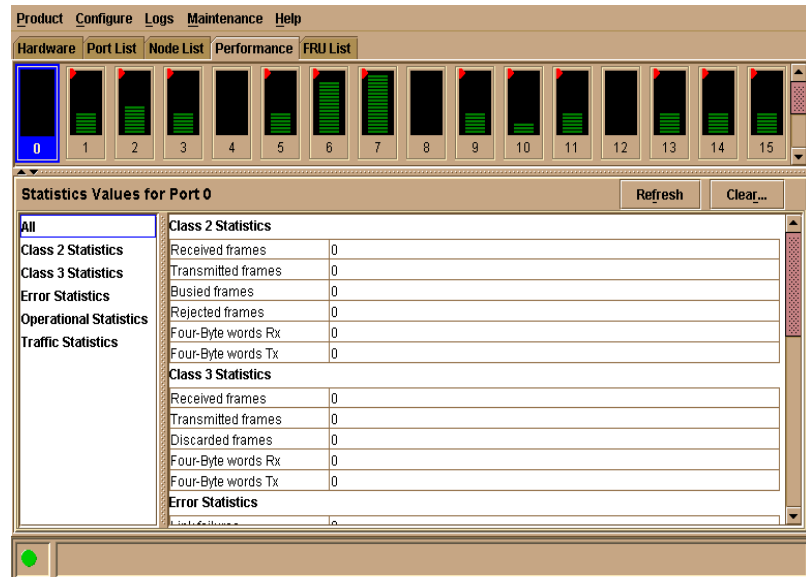 Product Configure Logs Maintenance Help
Hardware Port List Node List Performance FRU List
0 1 2 3 4 5 6 7 8 9 10 11 12 13 14 15
Statistics Values for Port 0 Refresh Clear...
All
Class 2 Statistics
Class 3 Statistics
Error Statistics
Operational Statistics
Traffic Statistics
Class 2 Statistics
Received frames 0
Transmitted frames 0
Busied frames 0
Rejected frames 0
Four-Byte words Rx 0
Four-Byte words Tx 0
Class 3 Statistics
Received frames 0
Transmitted frames 0
Discarded frames 0
Four-Byte words Rx 0
Four-Byte words Tx 0
Error Statistics
Link failures 0